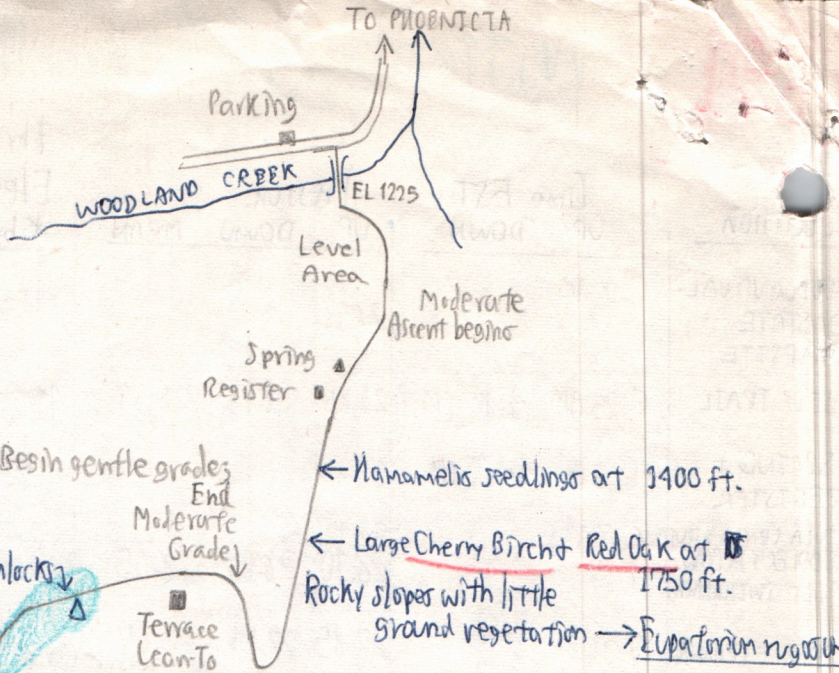 TO PHOENICIA
Parking
WOODLAND CREEK
EL 1225
Level
Area
Moderate
Ascent begins
Spring
Register
Begin gentle grade;
End
Moderate
Grade
← Hamamelis seedlings at 1400 ft.
← Large Cherry Birch + Red Oak at
1750 ft.
Rocky slopes with little
ground vegetation → Eupatorium rugosum
Terrace
Lean-To